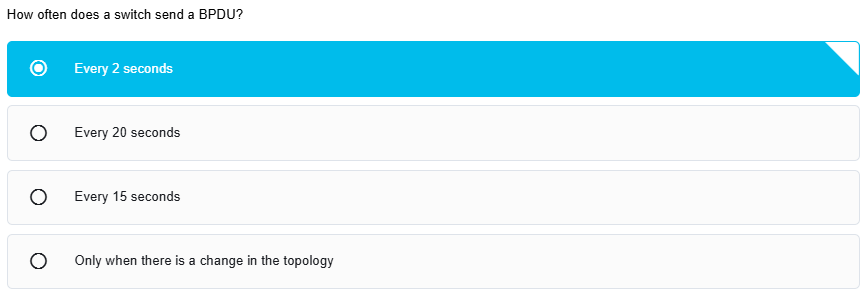 How often does a switch send a BPDU?
Every 2 seconds
Every 20 seconds
Every 15 seconds
Only when there is a change in the topology